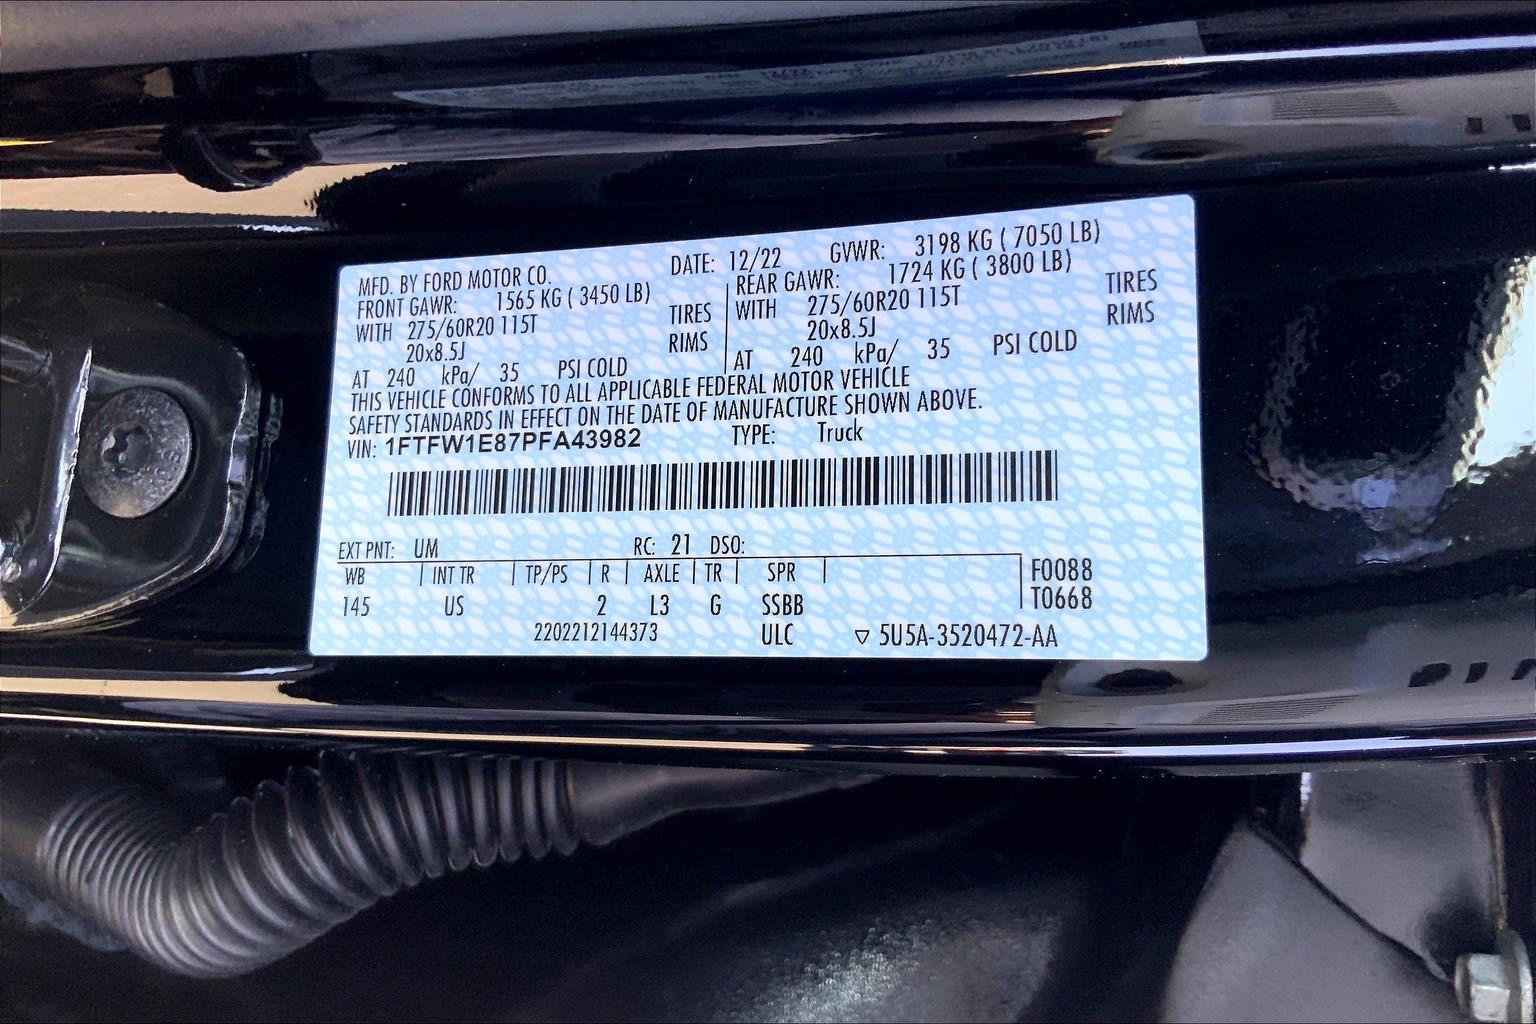 MFD. BY FORD MOTOR CO. DATE: 12/22 GVWR: 3198 KG ( 7050 LB)
FRONT GAWR: 1565 KG ( 3450 LB) REAR GAWR: 1724 KG ( 3800 LB)
WITH 275/60R20 115T TIRES WITH 275/60R20 115T TIRES
20x8.5J RIMS 20x8.5J RIMS
AT 240 kPa/ 35 PSI COLD AT 240 kPa/ 35 PSI COLD
THIS VEHICLE CONFORMS TO ALL APPLICABLE FEDERAL MOTOR VEHICLE
SAFETY STANDARDS IN EFFECT ON THE DATE OF MANUFACTURE SHOWN ABOVE.
VIN: 1FTFW1E87PFA43982 TYPE: Truck
EXT PNT: UM RC: 21 DSO:
WB INT TR TP/PS R AXLE TR SPR F0088
145 US 2 L3 G SSBB T0668
2202212144373 ULC ▽ 5U5A-3520472-AA